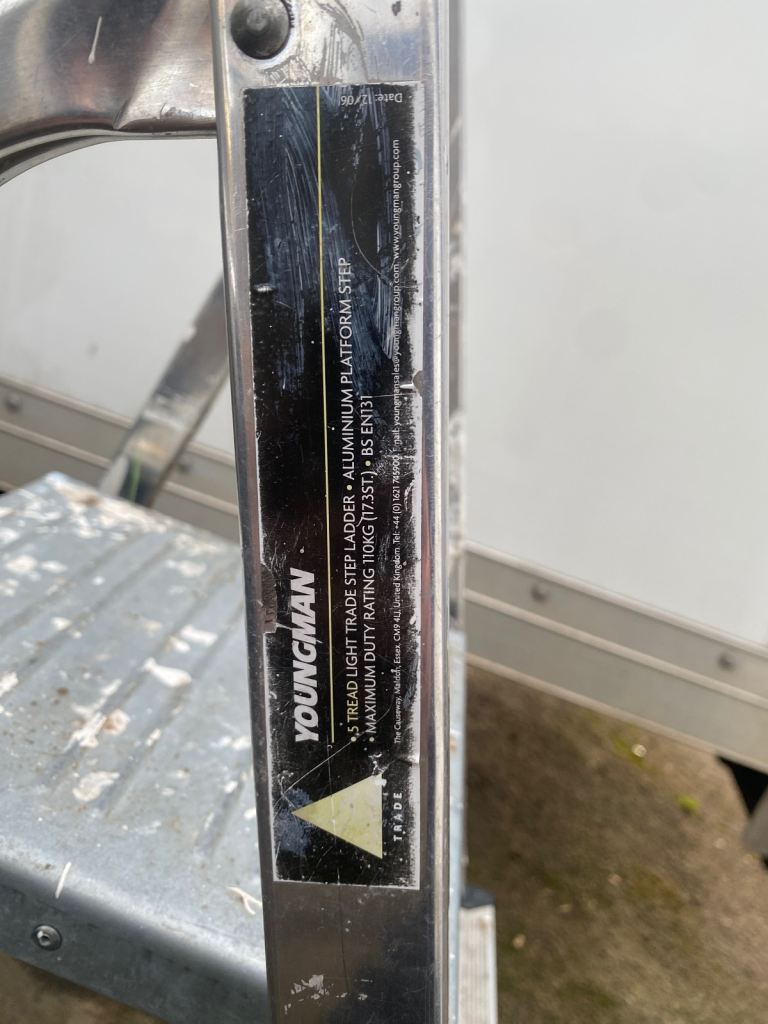 YOUNGMAN
• 5 TREAD LIGHT TRADE STEP LADDER • ALUMINIUM PLATFORM STEP
• MAXIMUM DUTY RATING 110KG (17.3ST.) • BS EN131
The Causeway, Maldon, Essex, CM9 4LJ, United Kingdom. Tel: +44 (0) 1621 745900. Email: youngmansales@youngmangroup.com. www.youngmangroup.com
TRADE
Date: 12/06